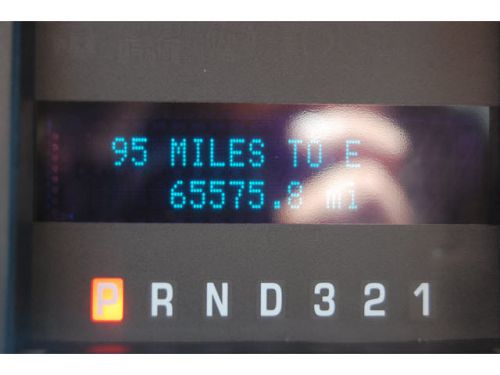 95 MILES TO E
65575.8 mi
P R N D 3 2 1